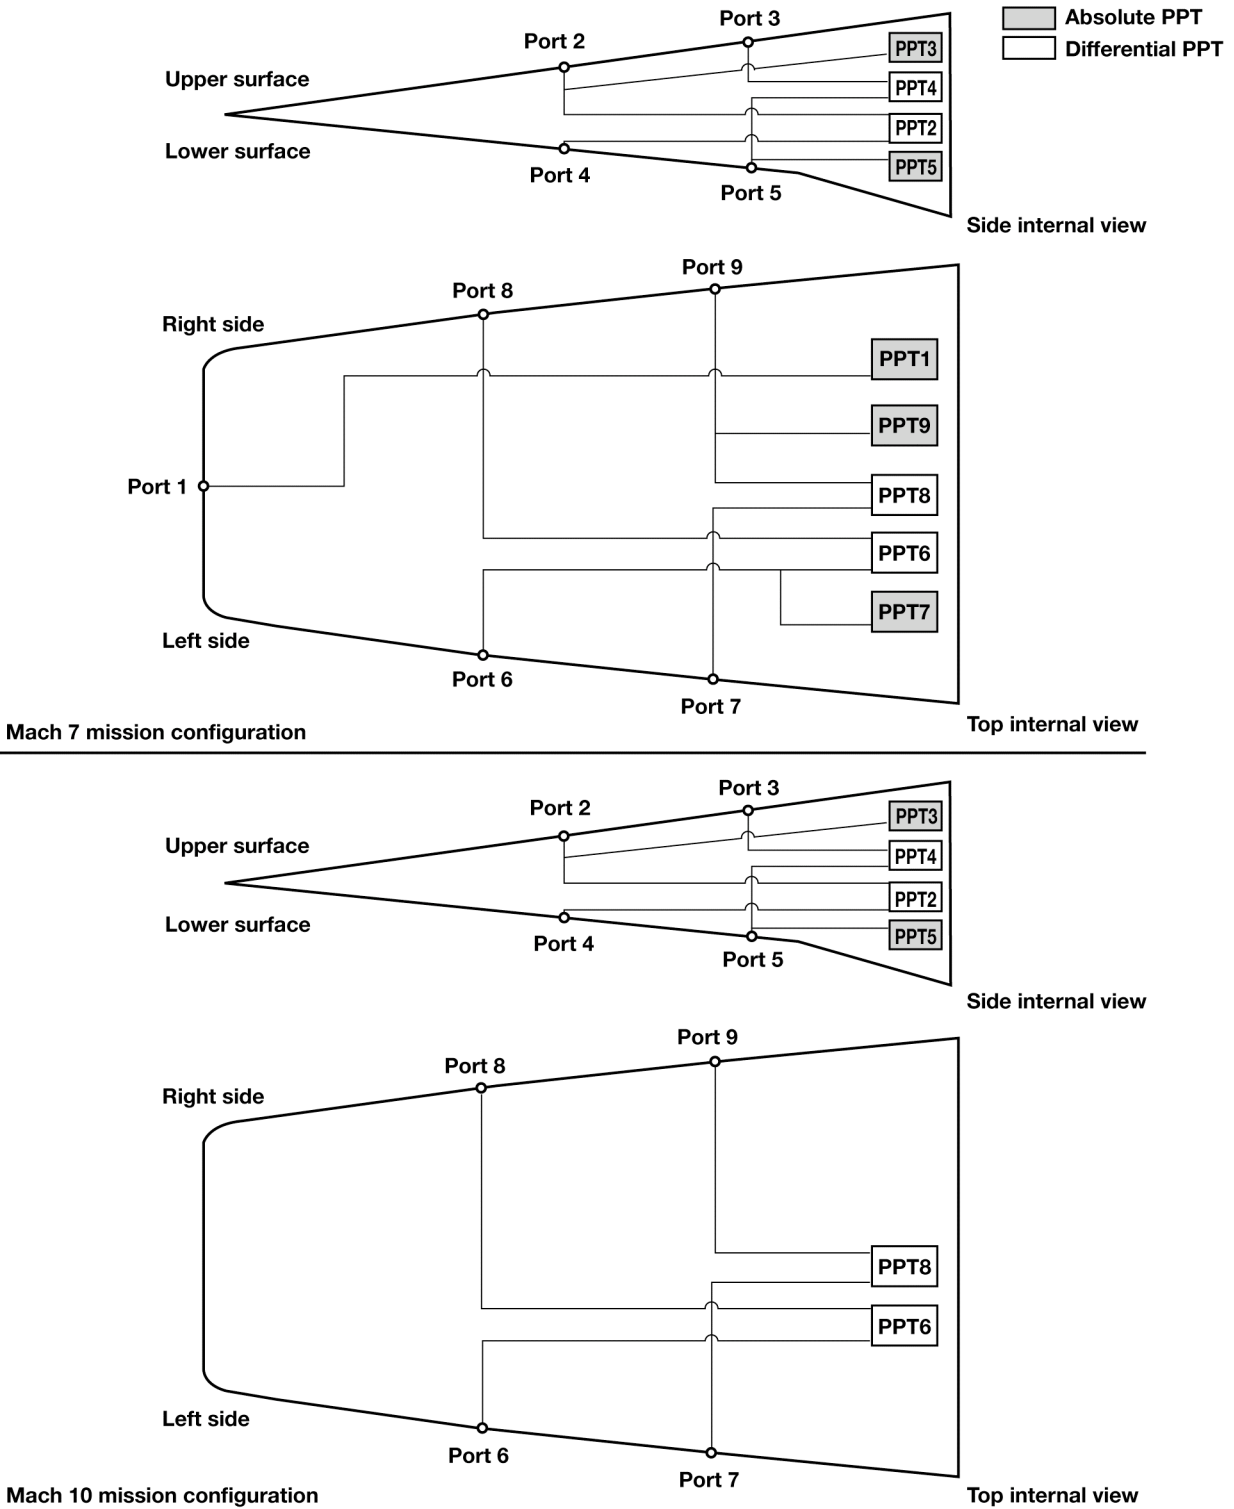 Port 3
Absolute PPT
Port 2
Differential PPT
PPT3
Upper surface
PPT4
PPT2
Lower surface
PPT5
Port 4
Port 5
Side internal view
Port 9
Port 8
Right side
PPT1
PPT9
Port 1
PPT8
PPT6
PPT7
Left side
Port 6
Port 7
Top internal view
Mach 7 mission configuration
Port 3
Port 2
PPT3
Upper surface
PPT4
PPT2
Lower surface
PPT5
Port 4
Port 5
Side internal view
Port 9
Port 8
Right side
PPT8
PPT6
Left side
Port 6
Port 7
Mach 10 mission configuration
Top internal view